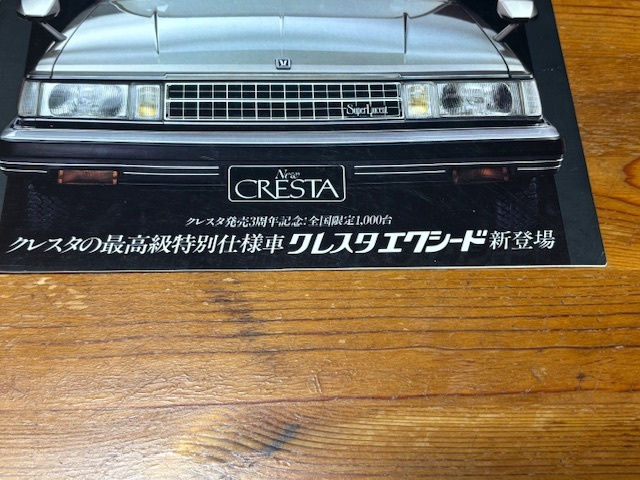 Super Lucent
New
CRESTA
クレスタ発売3周年記念:全国限定1,000台
クレスタの最高級特別仕様車 クレスタエクシード 新登場